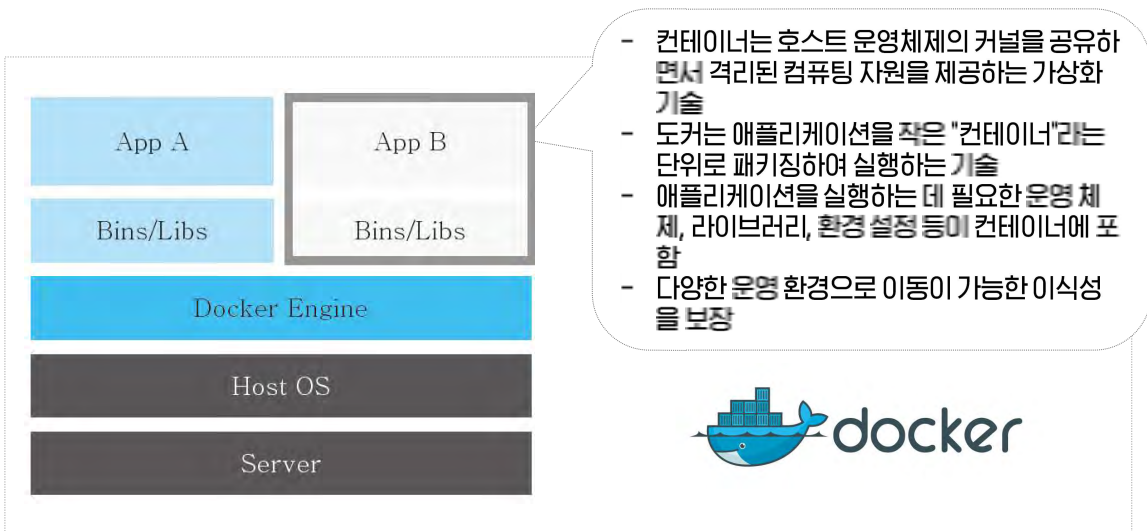 - 컨테이너는 호스트 운영체제의 커널을 공유하
면서 격리된 컴퓨팅 자원을 제공하는 가상화
기술
- 도커는 애플리케이션을 작은 "컨테이너"라는
단위로 패키징하여 실행하는 기술
- 애플리케이션을 실행하는 데 필요한 운영 체
제, 라이브러리, 환경 설정 등이 컨테이너에 포
함
- 다양한 운영 환경으로 이동이 가능한 이식성
을 보장
App A
App B
Bins/Libs
Bins/Libs
Docker Engine
Host OS
Server
docker